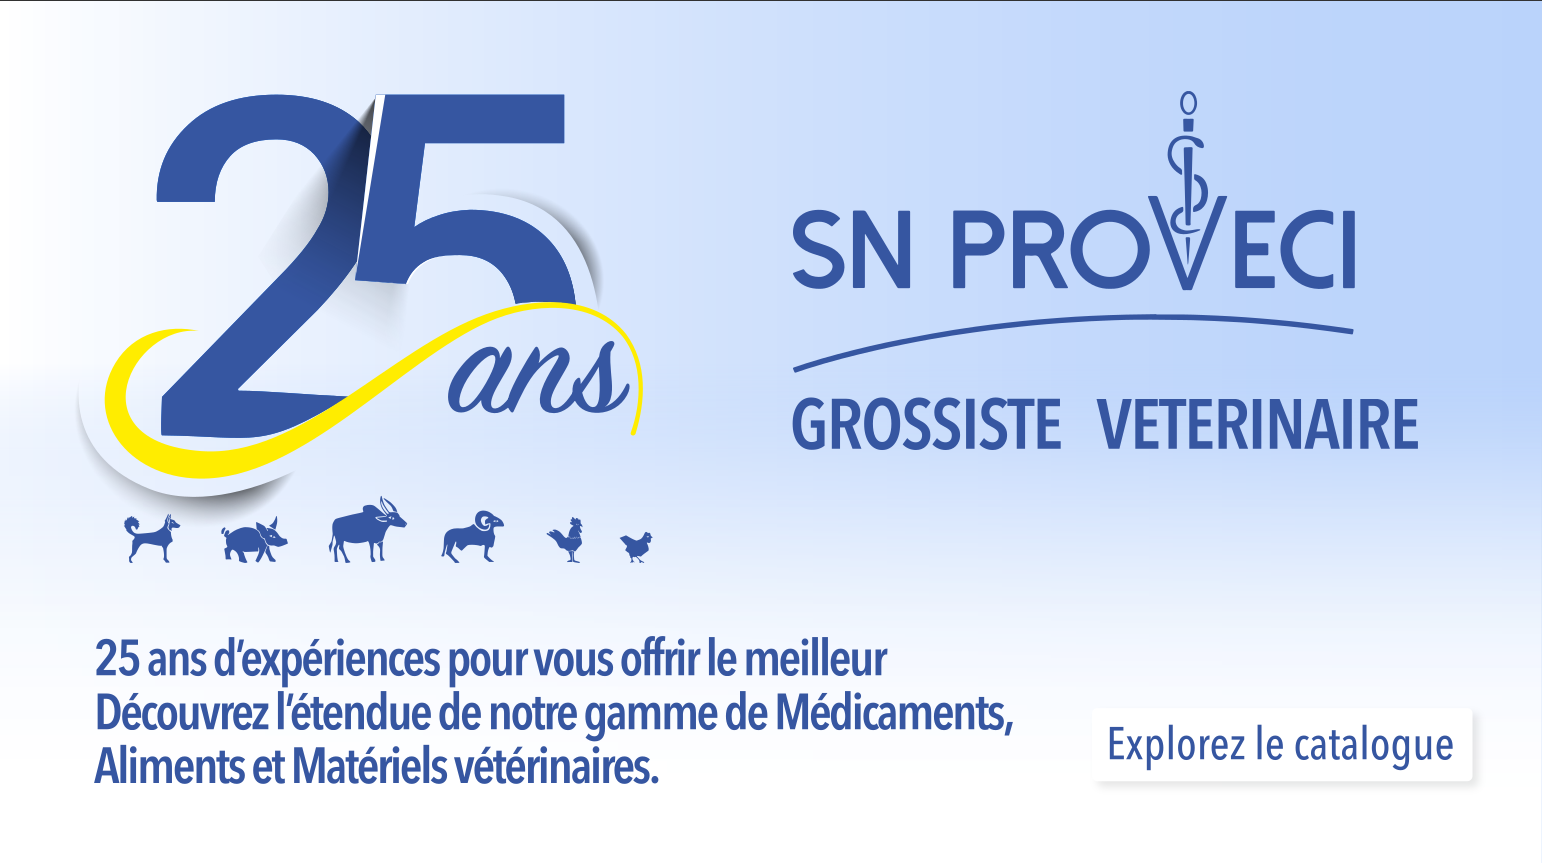 25
ans
SN PROVECI
GROSSISTE VETERINAIRE
25 ans d'expériences pour vous offrir le meilleur
Découvrez l'étendue de notre gamme de Médicaments,
Aliments et Matériels vétérinaires.
Explorez le catalogue